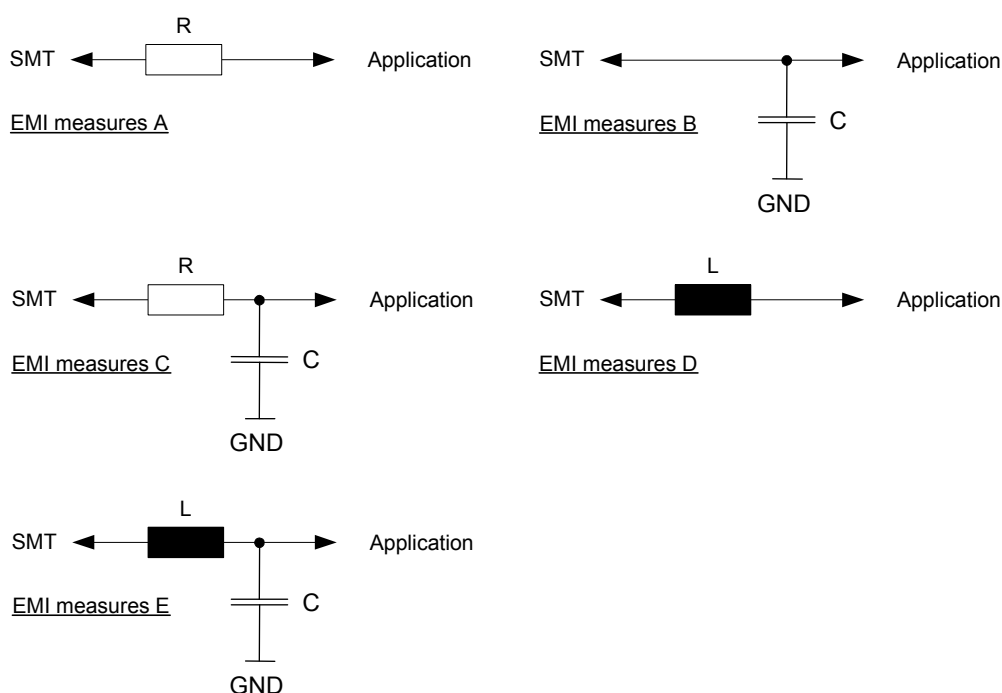 R
SMT Application
EMI measures A
SMT Application
EMI measures B
C
GND
R
SMT Application
EMI measures C
C
GND
L
SMT Application
EMI measures D
L
SMT Application
EMI measures E
C
GND